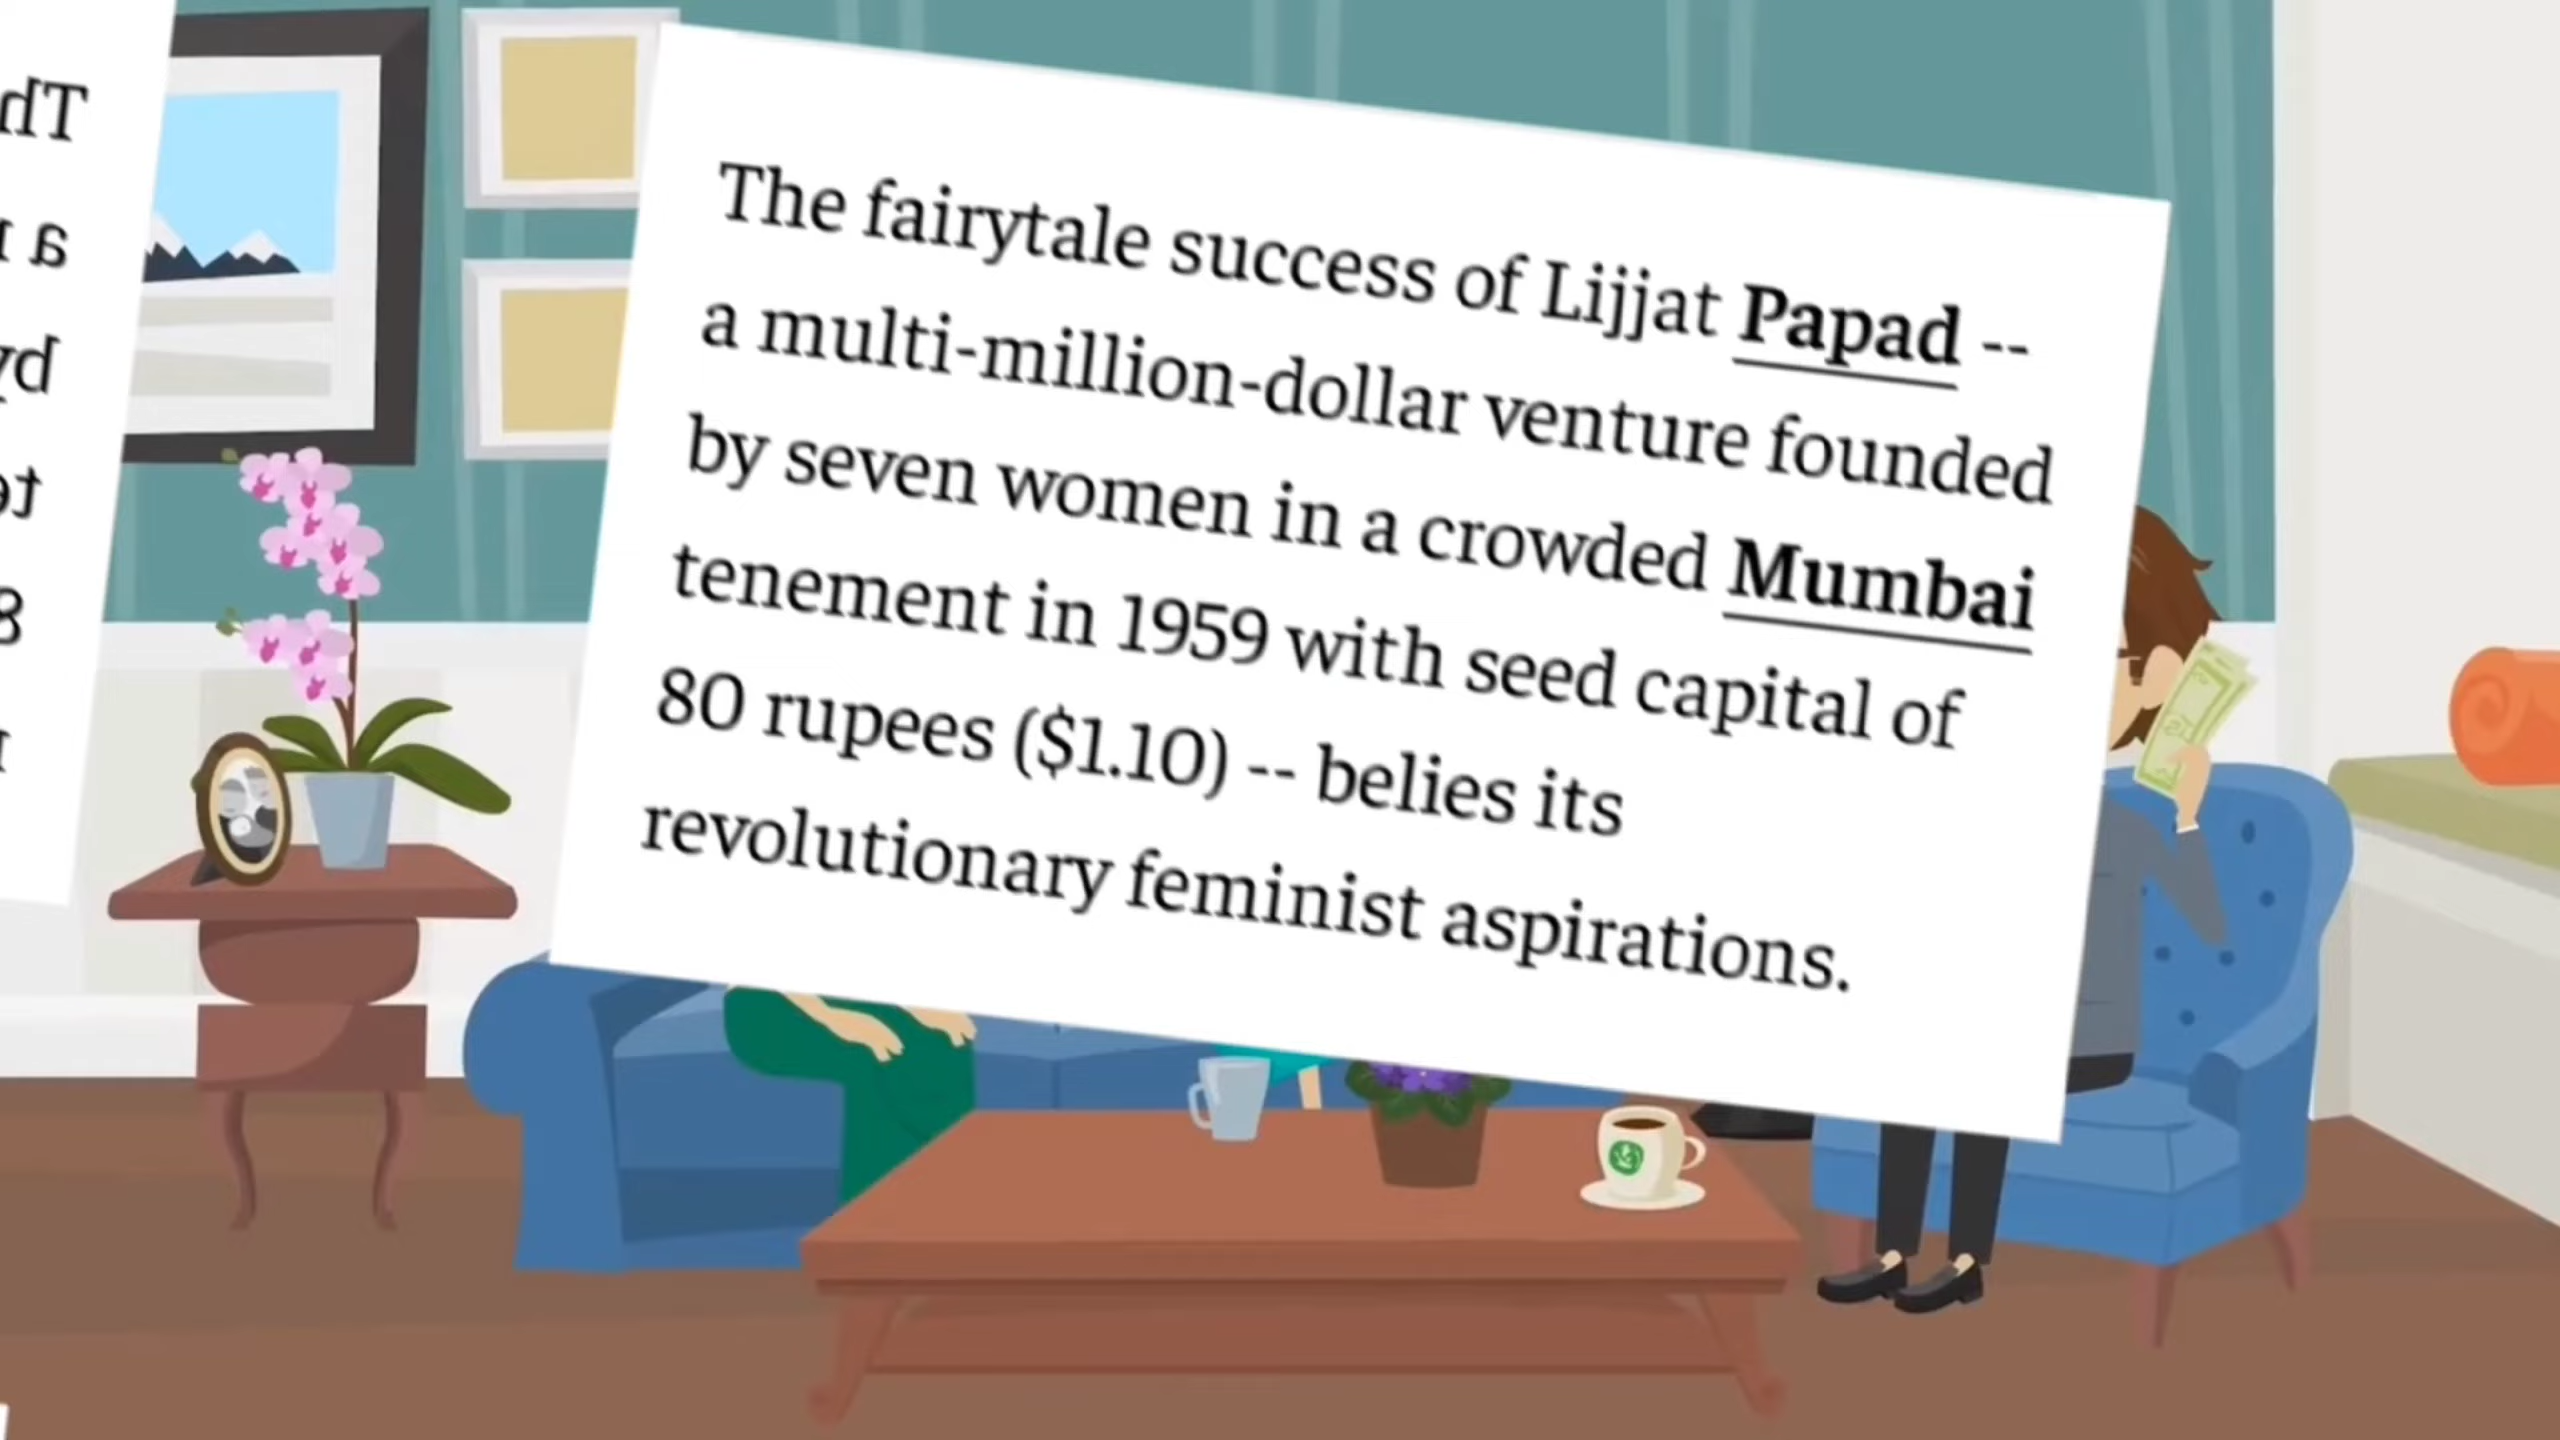 The fairytale success of Lijjat Papad --
a multi-million-dollar venture founded
by seven women in a crowded Mumbai
tenement in 1959 with seed capital of
80 rupees ($1.10) -- belies its
revolutionary feminist aspirations.